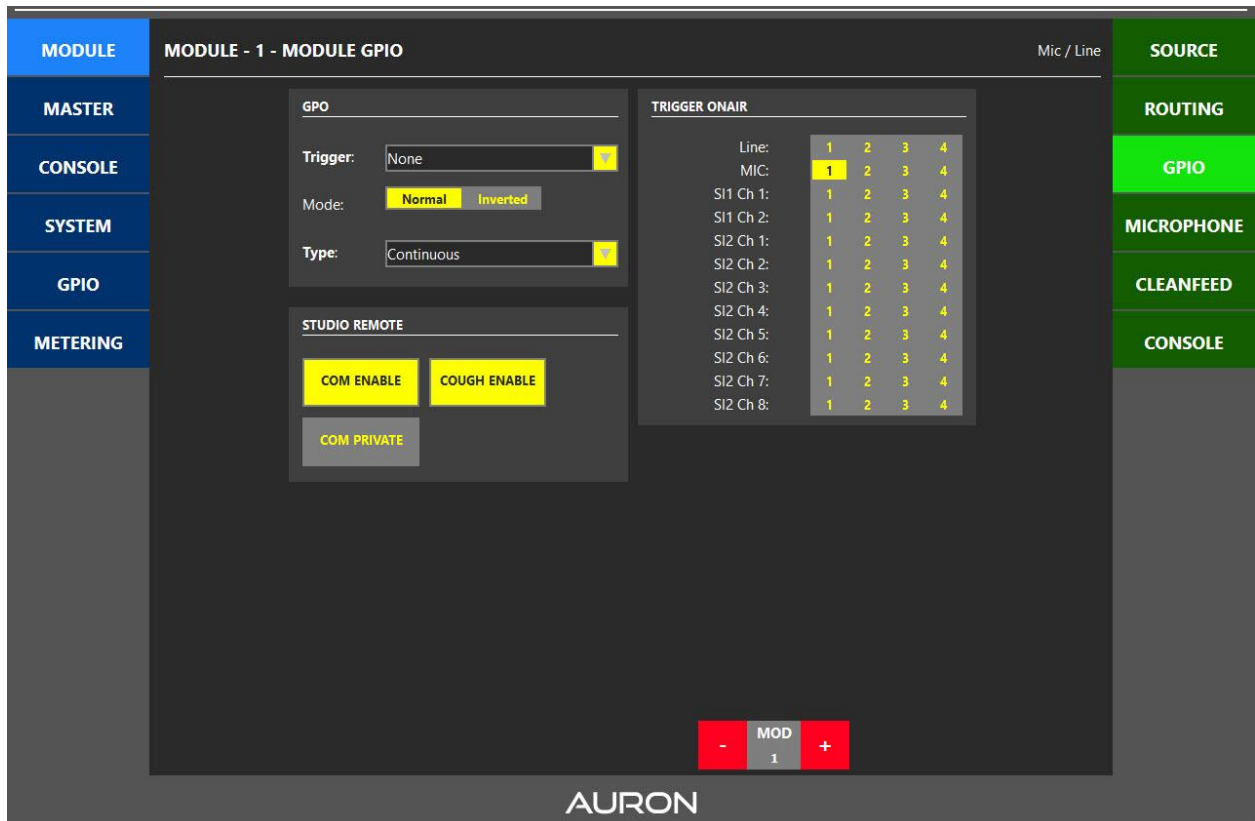 MODULE
MASTER
CONSOLE
SYSTEM
GPIO
METERING
MODULE - 1 - MODULE GPIO
Mic / Line
GPO
Trigger: None
Mode: Normal Inverted
Type: Continuous
STUDIO REMOTE
COM ENABLE COUGH ENABLE
COM PRIVATE
TRIGGER ONAIR
Line: 1 2 3 4
MIC: 1 2 3 4
SI1 Ch 1: 1 2 3 4
SI1 Ch 2: 1 2 3 4
SI2 Ch 1: 1 2 3 4
SI2 Ch 2: 1 2 3 4
SI2 Ch 3: 1 2 3 4
SI2 Ch 4: 1 2 3 4
SI2 Ch 5: 1 2 3 4
SI2 Ch 6: 1 2 3 4
SI2 Ch 7: 1 2 3 4
SI2 Ch 8: 1 2 3 4
- MOD +
1
SOURCE
ROUTING
GPIO
MICROPHONE
CLEANFEED
CONSOLE
AURON